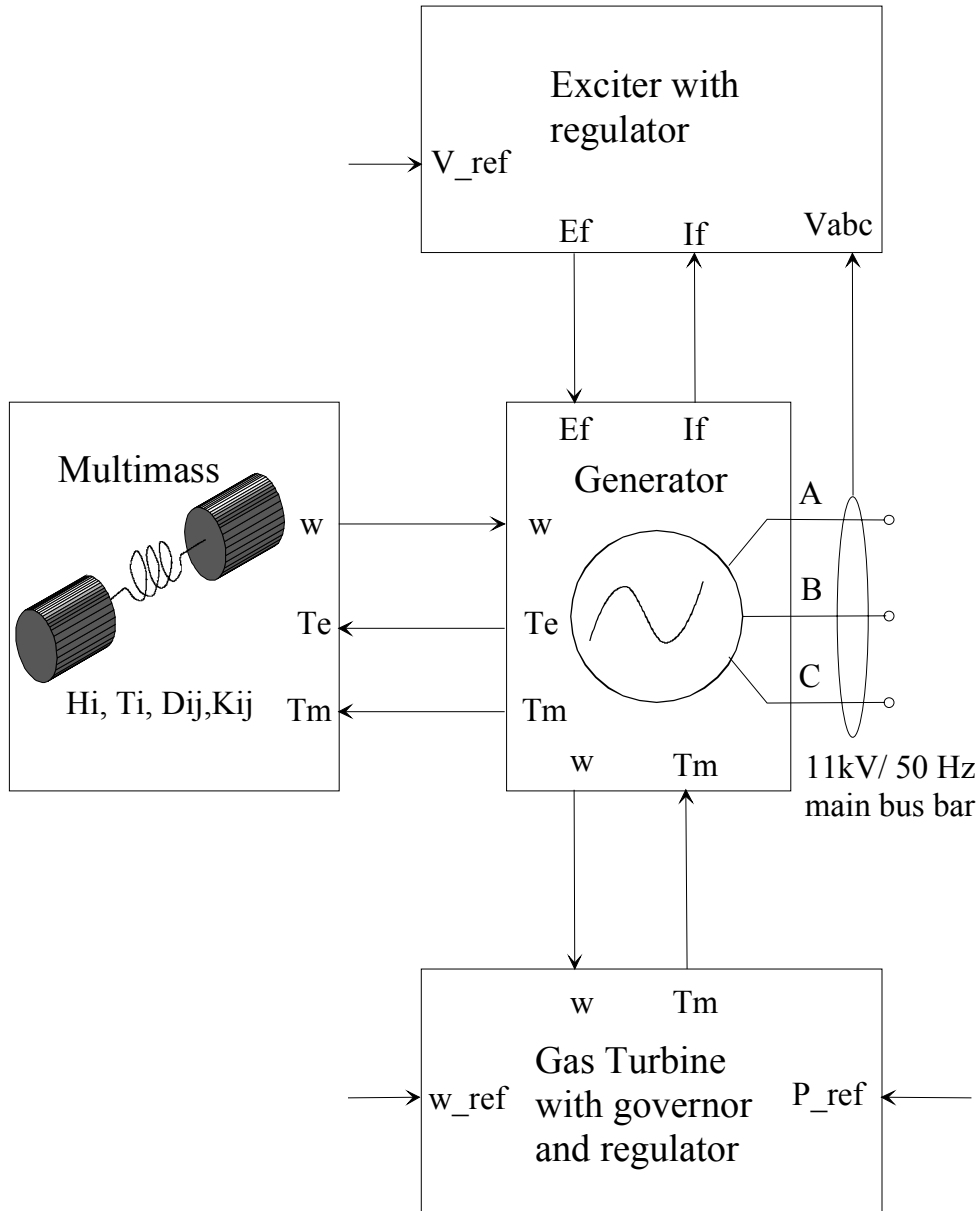 Exciter with
regulator
V_ref
Ef
If
Vabc
Multimass
w
Te
Tm
Hi, Ti, Dij,Kij
Ef
If
Generator
w
Te
Tm
w
Tm
A
B
C
11kV/ 50 Hz
main bus bar
w
Tm
Gas Turbine
with governor
and regulator
w_ref
P_ref